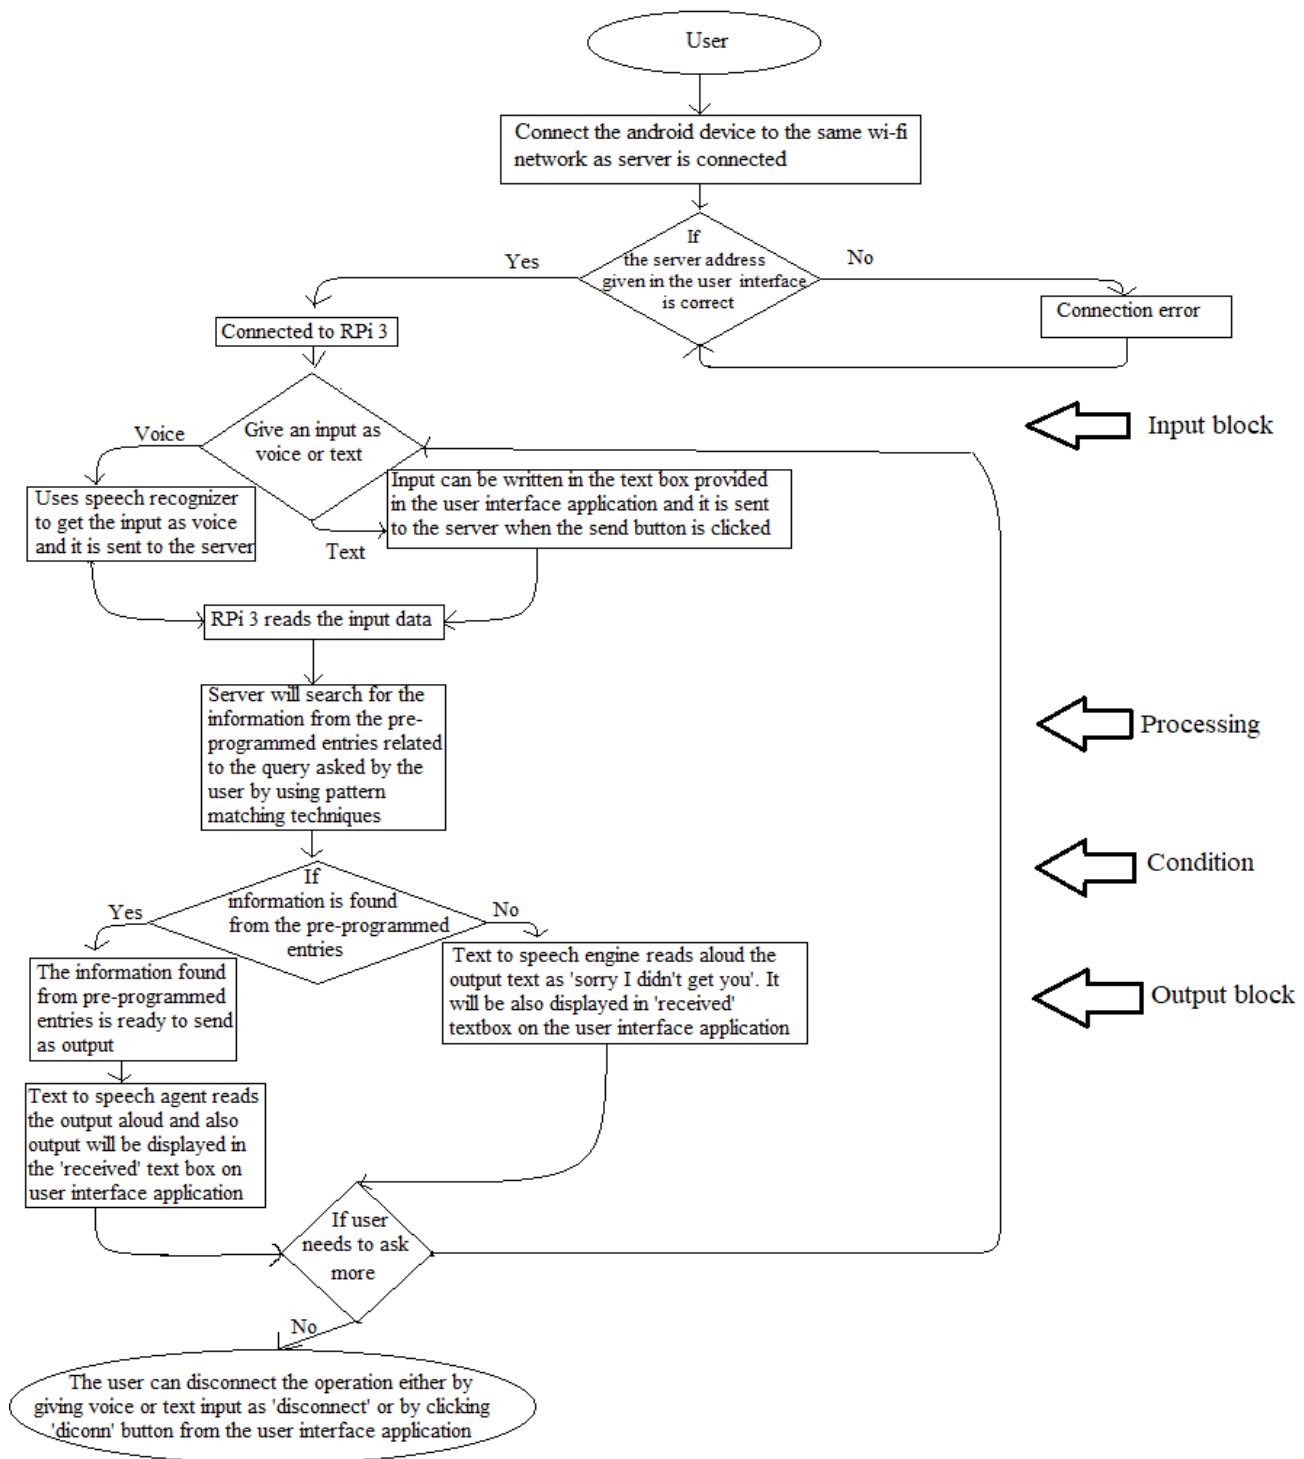 User
Connect the android device to the same wi-fi
network as server is connected
If
the server address
given in the user interface
is correct
Yes
No
Connected to RPi 3
Connection error
Give an input as
voice or text
Voice
Text
Input block
Uses speech recognizer
to get the input as voice
and it is sent to the server
Input can be written in the text box provided
in the user interface application and it is sent
to the server when the send button is clicked
RPi 3 reads the input data
Server will search for the
information from the pre-
programmed entries related
to the query asked by the
user by using pattern
matching techniques
Processing
If
information is found
from the pre-programmed
entries
Condition
Yes
No
The information found
from pre-programmed
entries is ready to send
as output
Text to speech engine reads aloud the
output text as 'sorry I didn't get you'. It
will be also displayed in 'received'
textbox on the user interface application
Output block
Text to speech agent reads
the output aloud and also
output will be displayed in
the 'received' text box on
user interface application
If user
needs to ask
more
No
The user can disconnect the operation either by
giving voice or text input as 'disconnect' or by clicking
'diconn' button from the user interface application